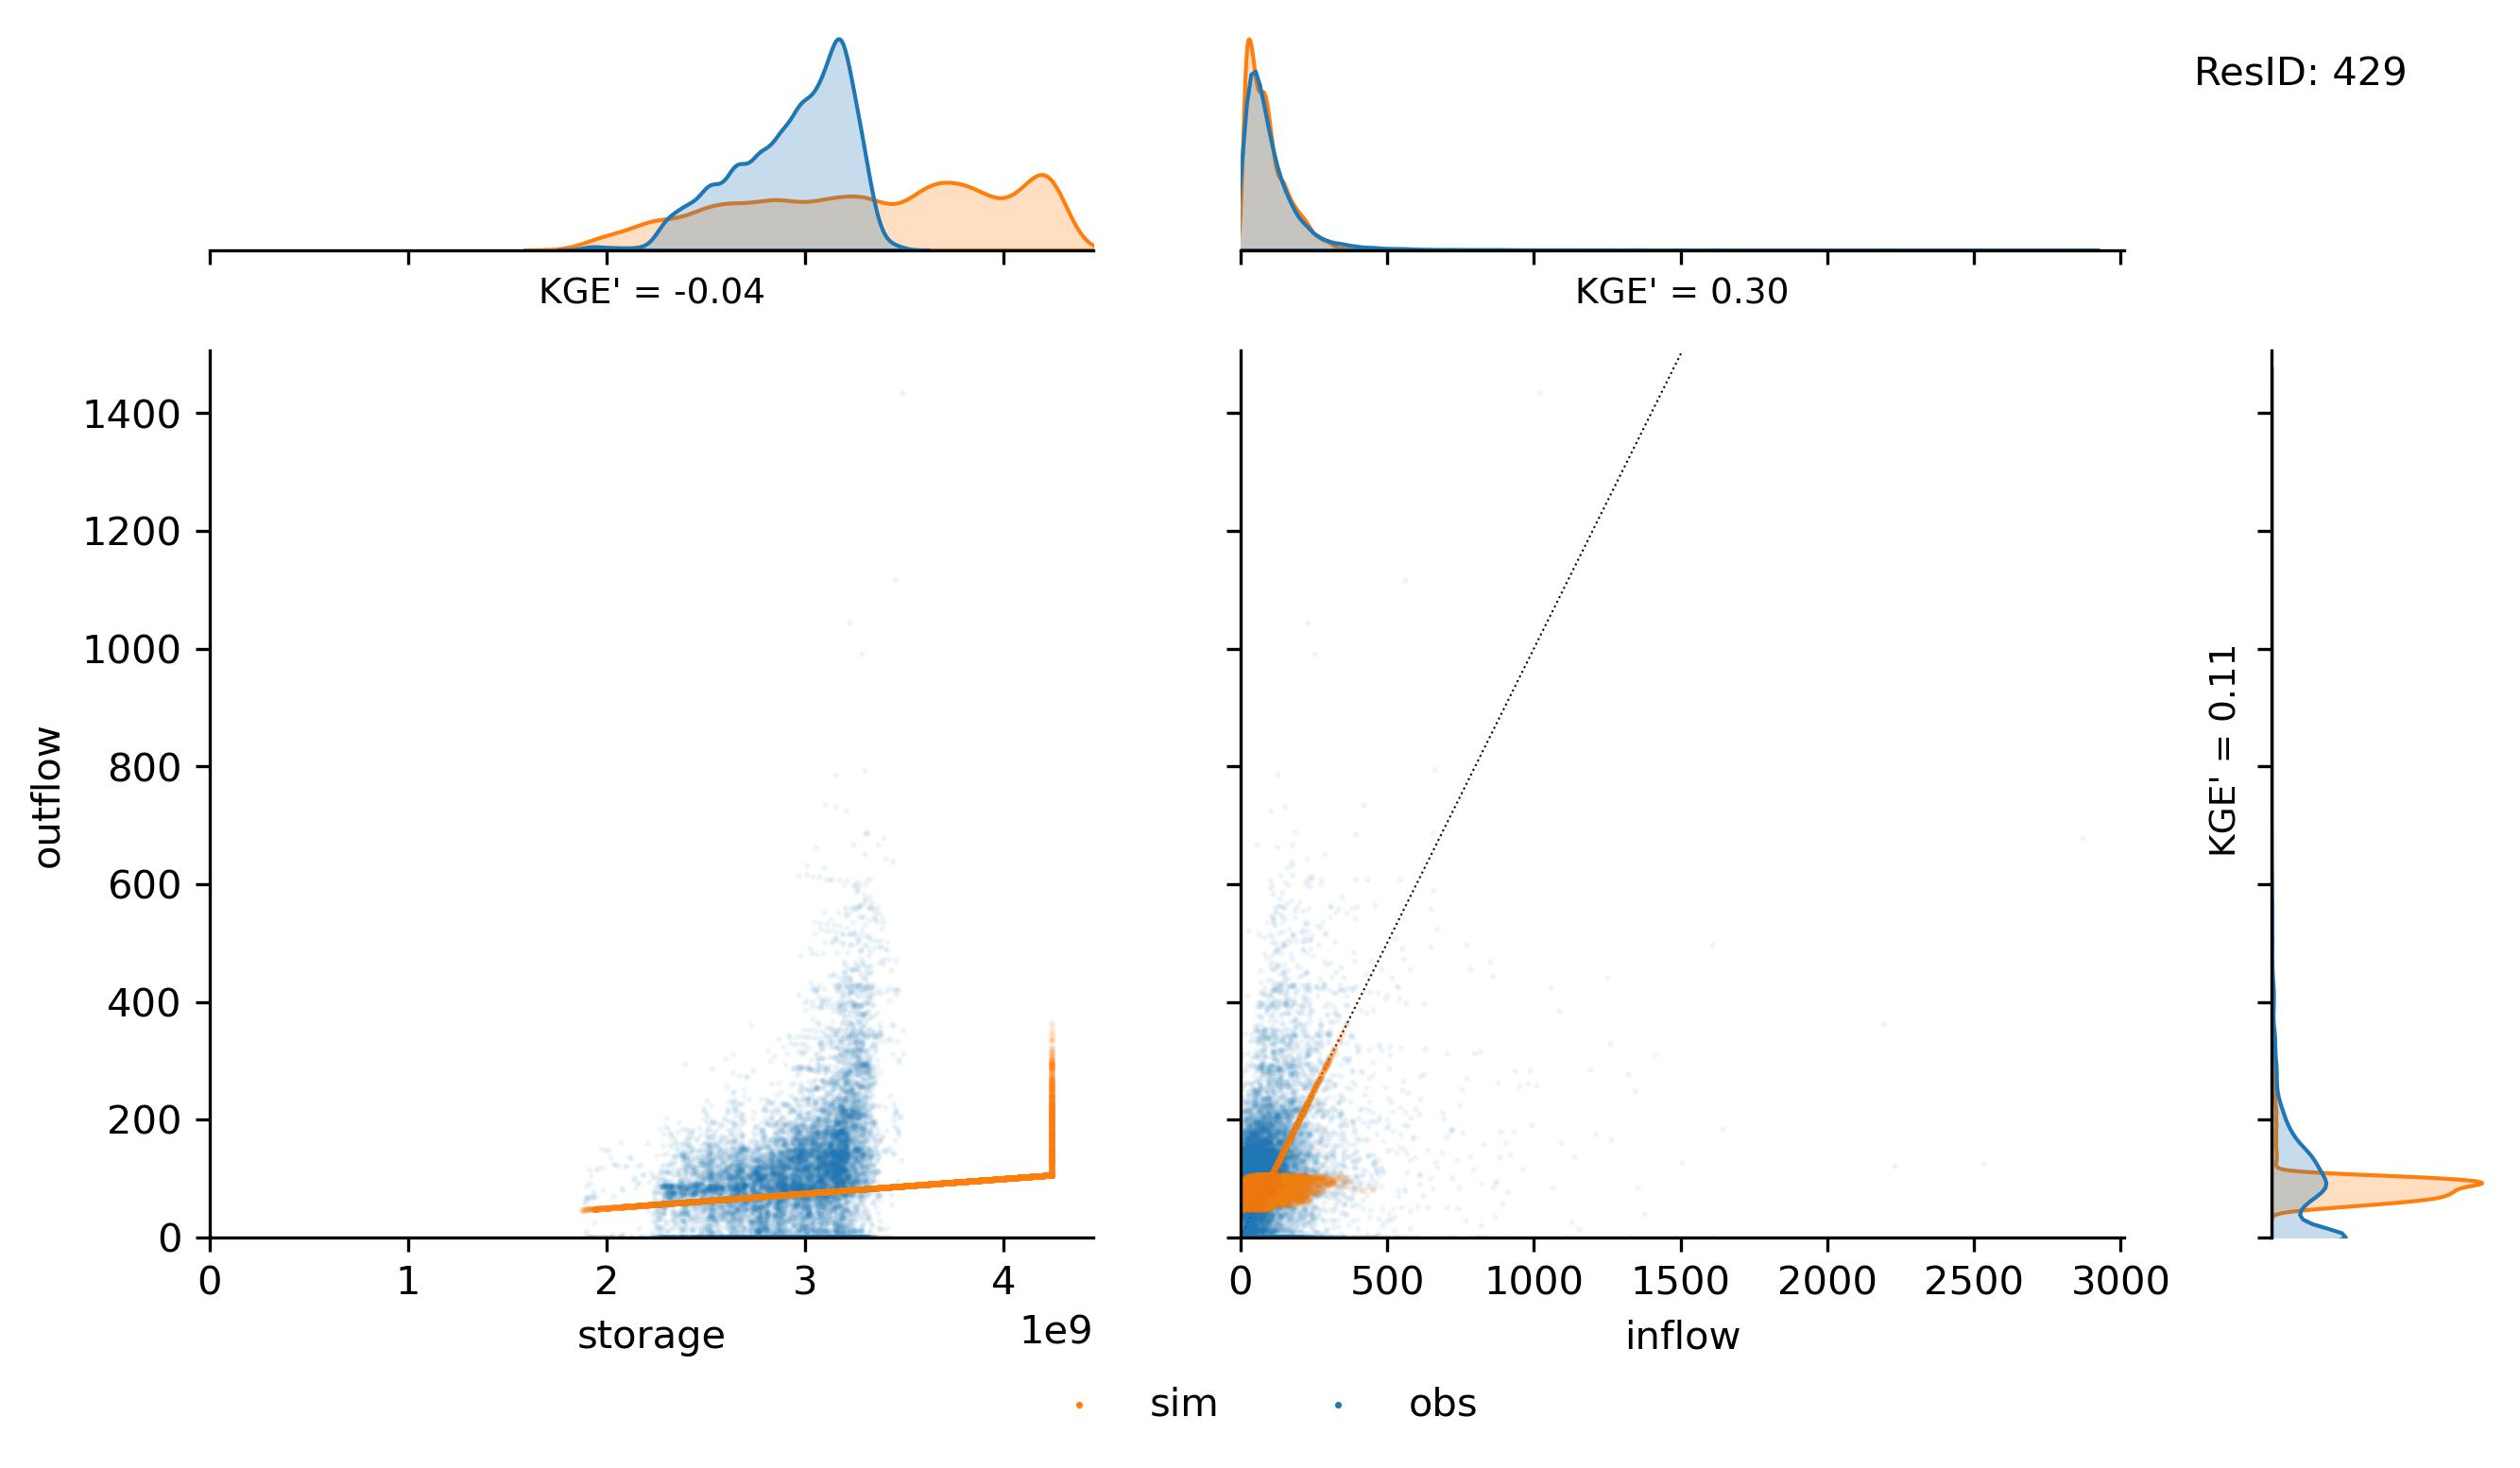 ResID: 429
KGE' = -0.04
KGE' = 0.30
1400
1200
1000
800
600
400
200
0
outflow
KGE' = 0.11
0 1 2 3 4
1e9
storage
0 500 1000 1500 2000 2500 3000
inflow
sim obs